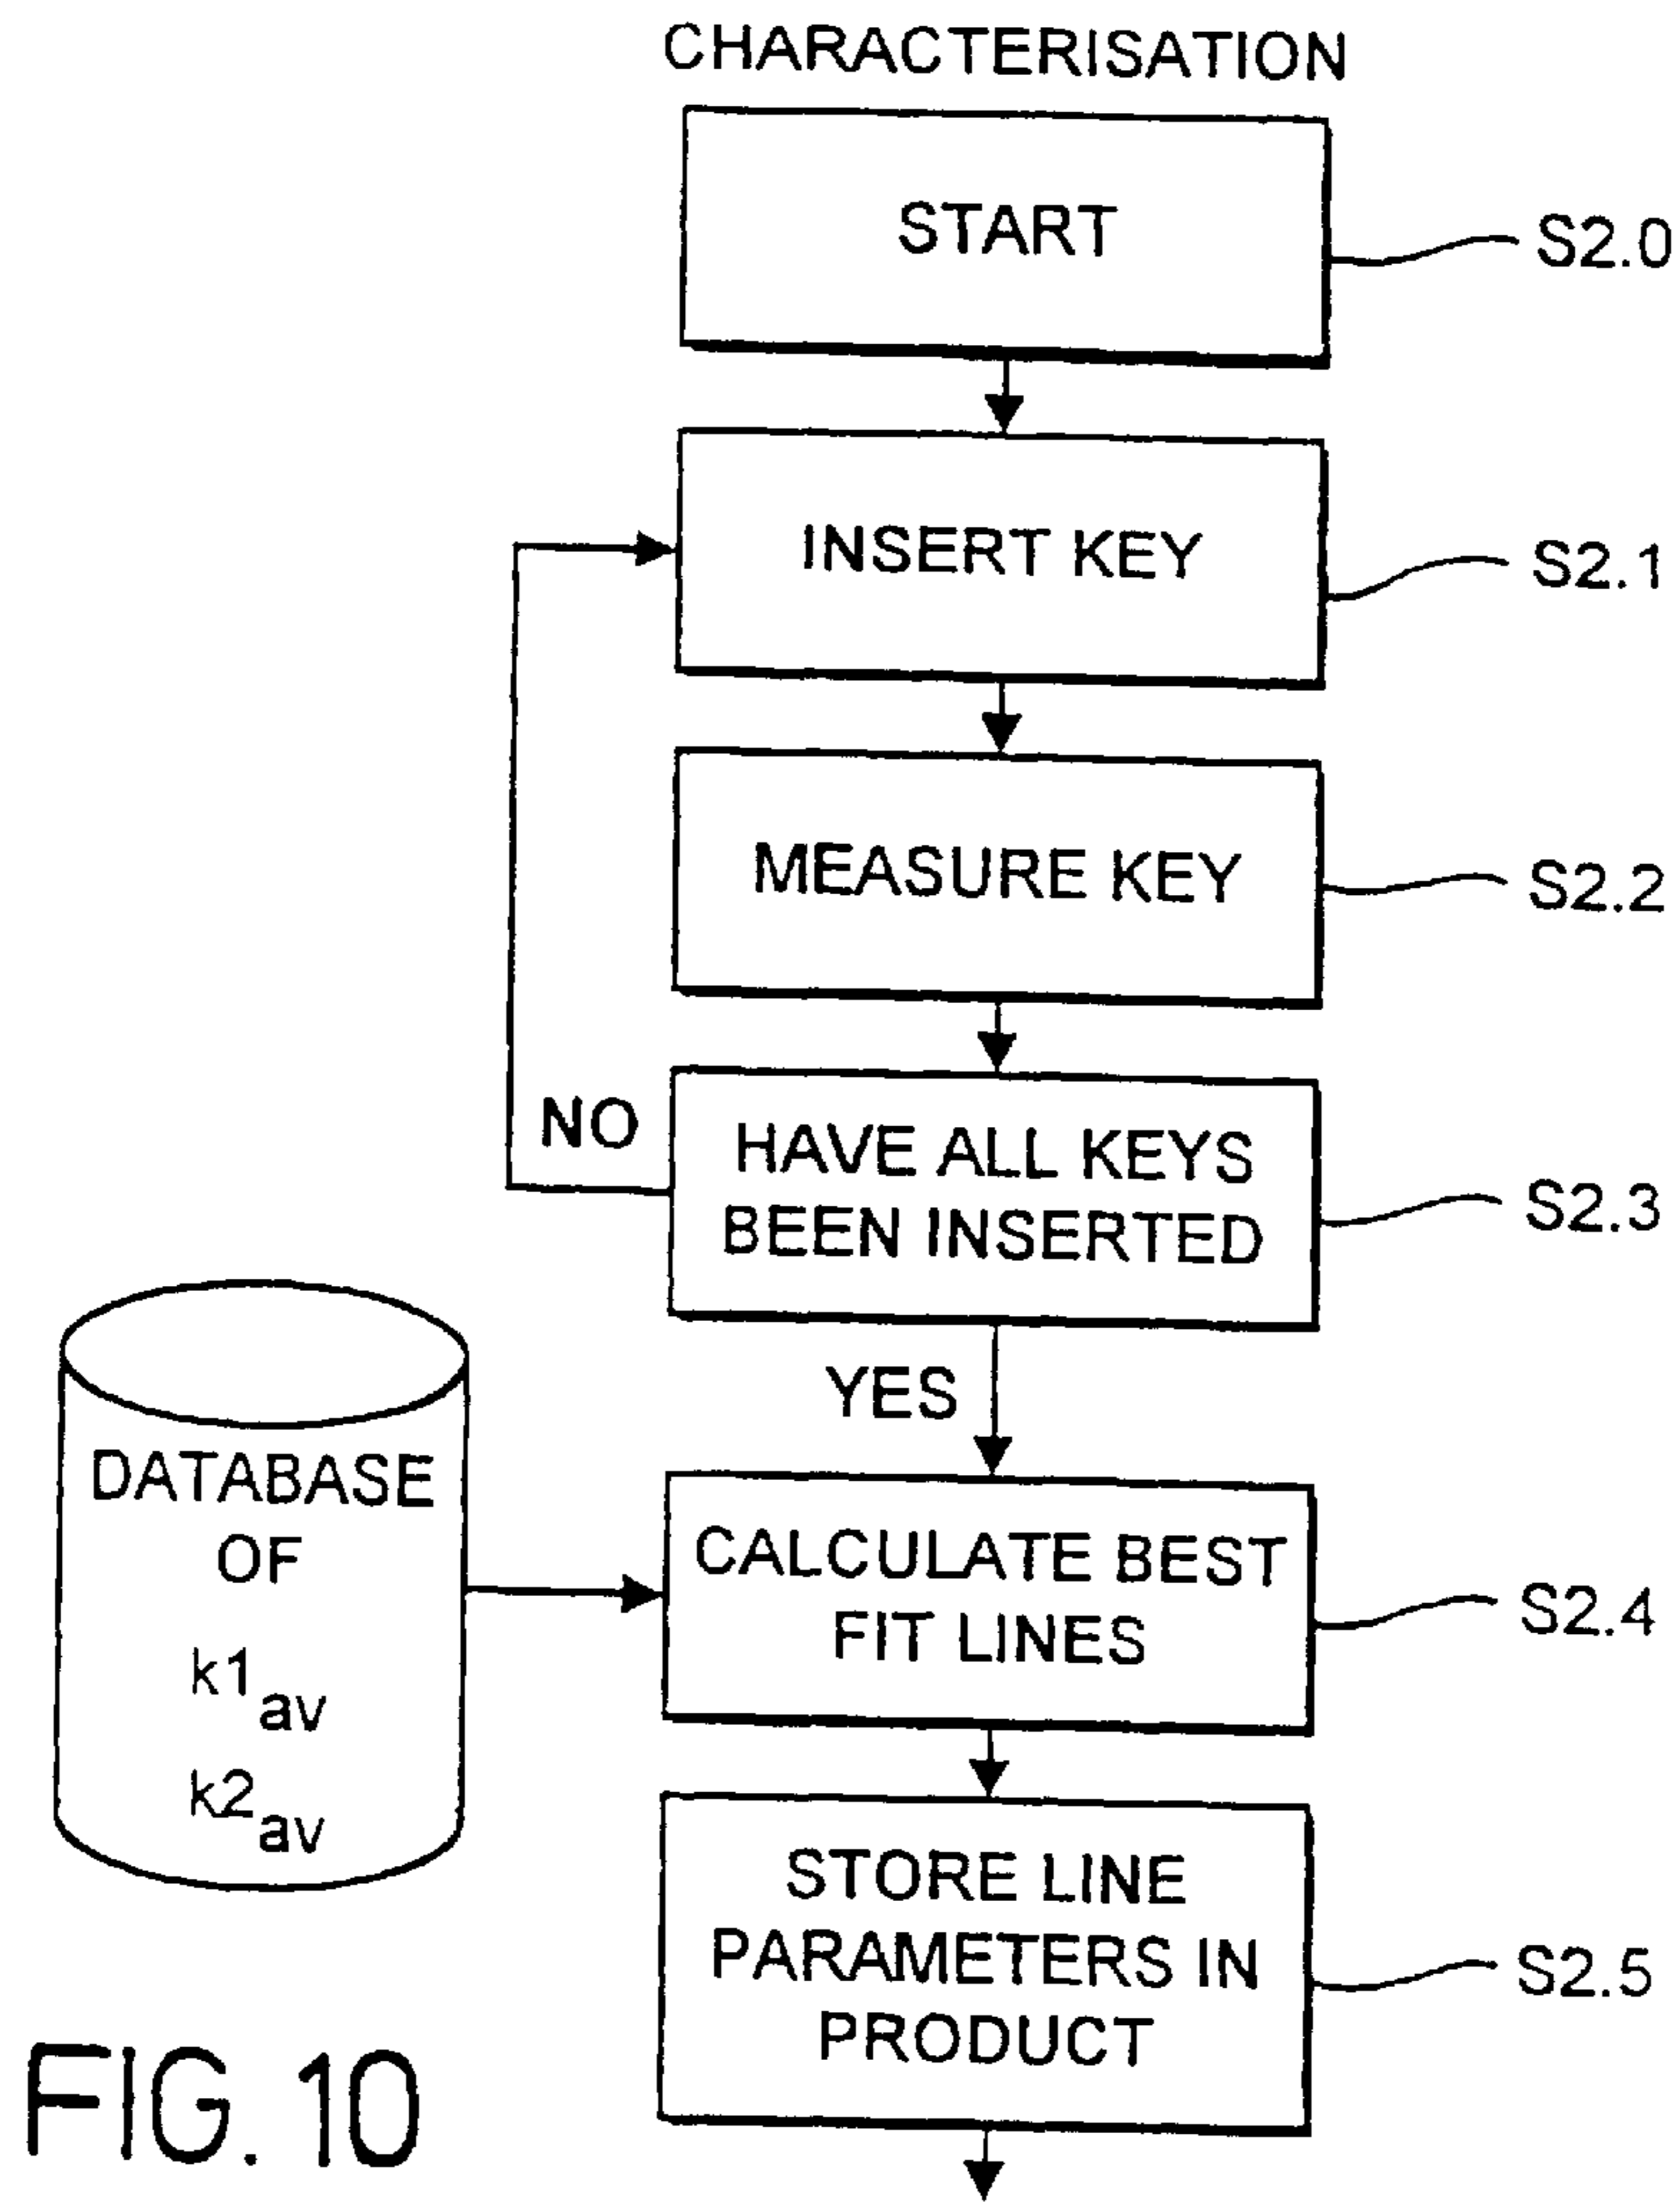 CHARACTERISATION
START
S2.0
INSERT KEY
S2.1
MEASURE KEY
S2.2
NO
HAVE ALL KEYS
BEEN INSERTED
S2.3
YES
DATABASE
OF
k1av
k2av
CALCULATE BEST
FIT LINES
S2.4
STORE LINE
PARAMETERS IN
PRODUCT
S2.5
FIG. 10